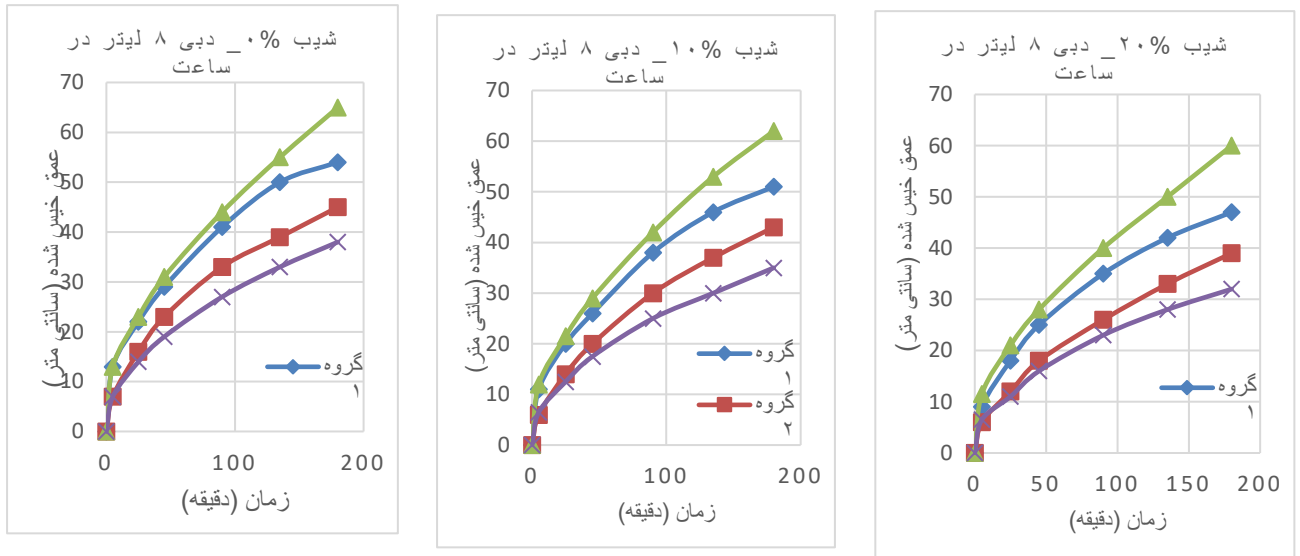 شیب ۰%_ دبی ۸ لیتر در
ساعت
70
60
50
40
30
20
10
0
0
100
200
عمق خیس شده (سانتی متر)
زمان (دقیقه)
گروه
۱
شیب ۱۰%_ دبی ۸ لیتر در
ساعت
70
60
50
40
30
20
10
0
0
100
200
عمق خیس شده (سانتی متر)
زمان (دقیقه)
گروه
۱
گروه
۲
شیب ۲۰%_ دبی ۸ لیتر در
ساعت
70
60
50
40
30
20
10
0
0
50
100
150
200
عمق خیس شده (سانتی متر)
زمان (دقیقه)
گروه
۱